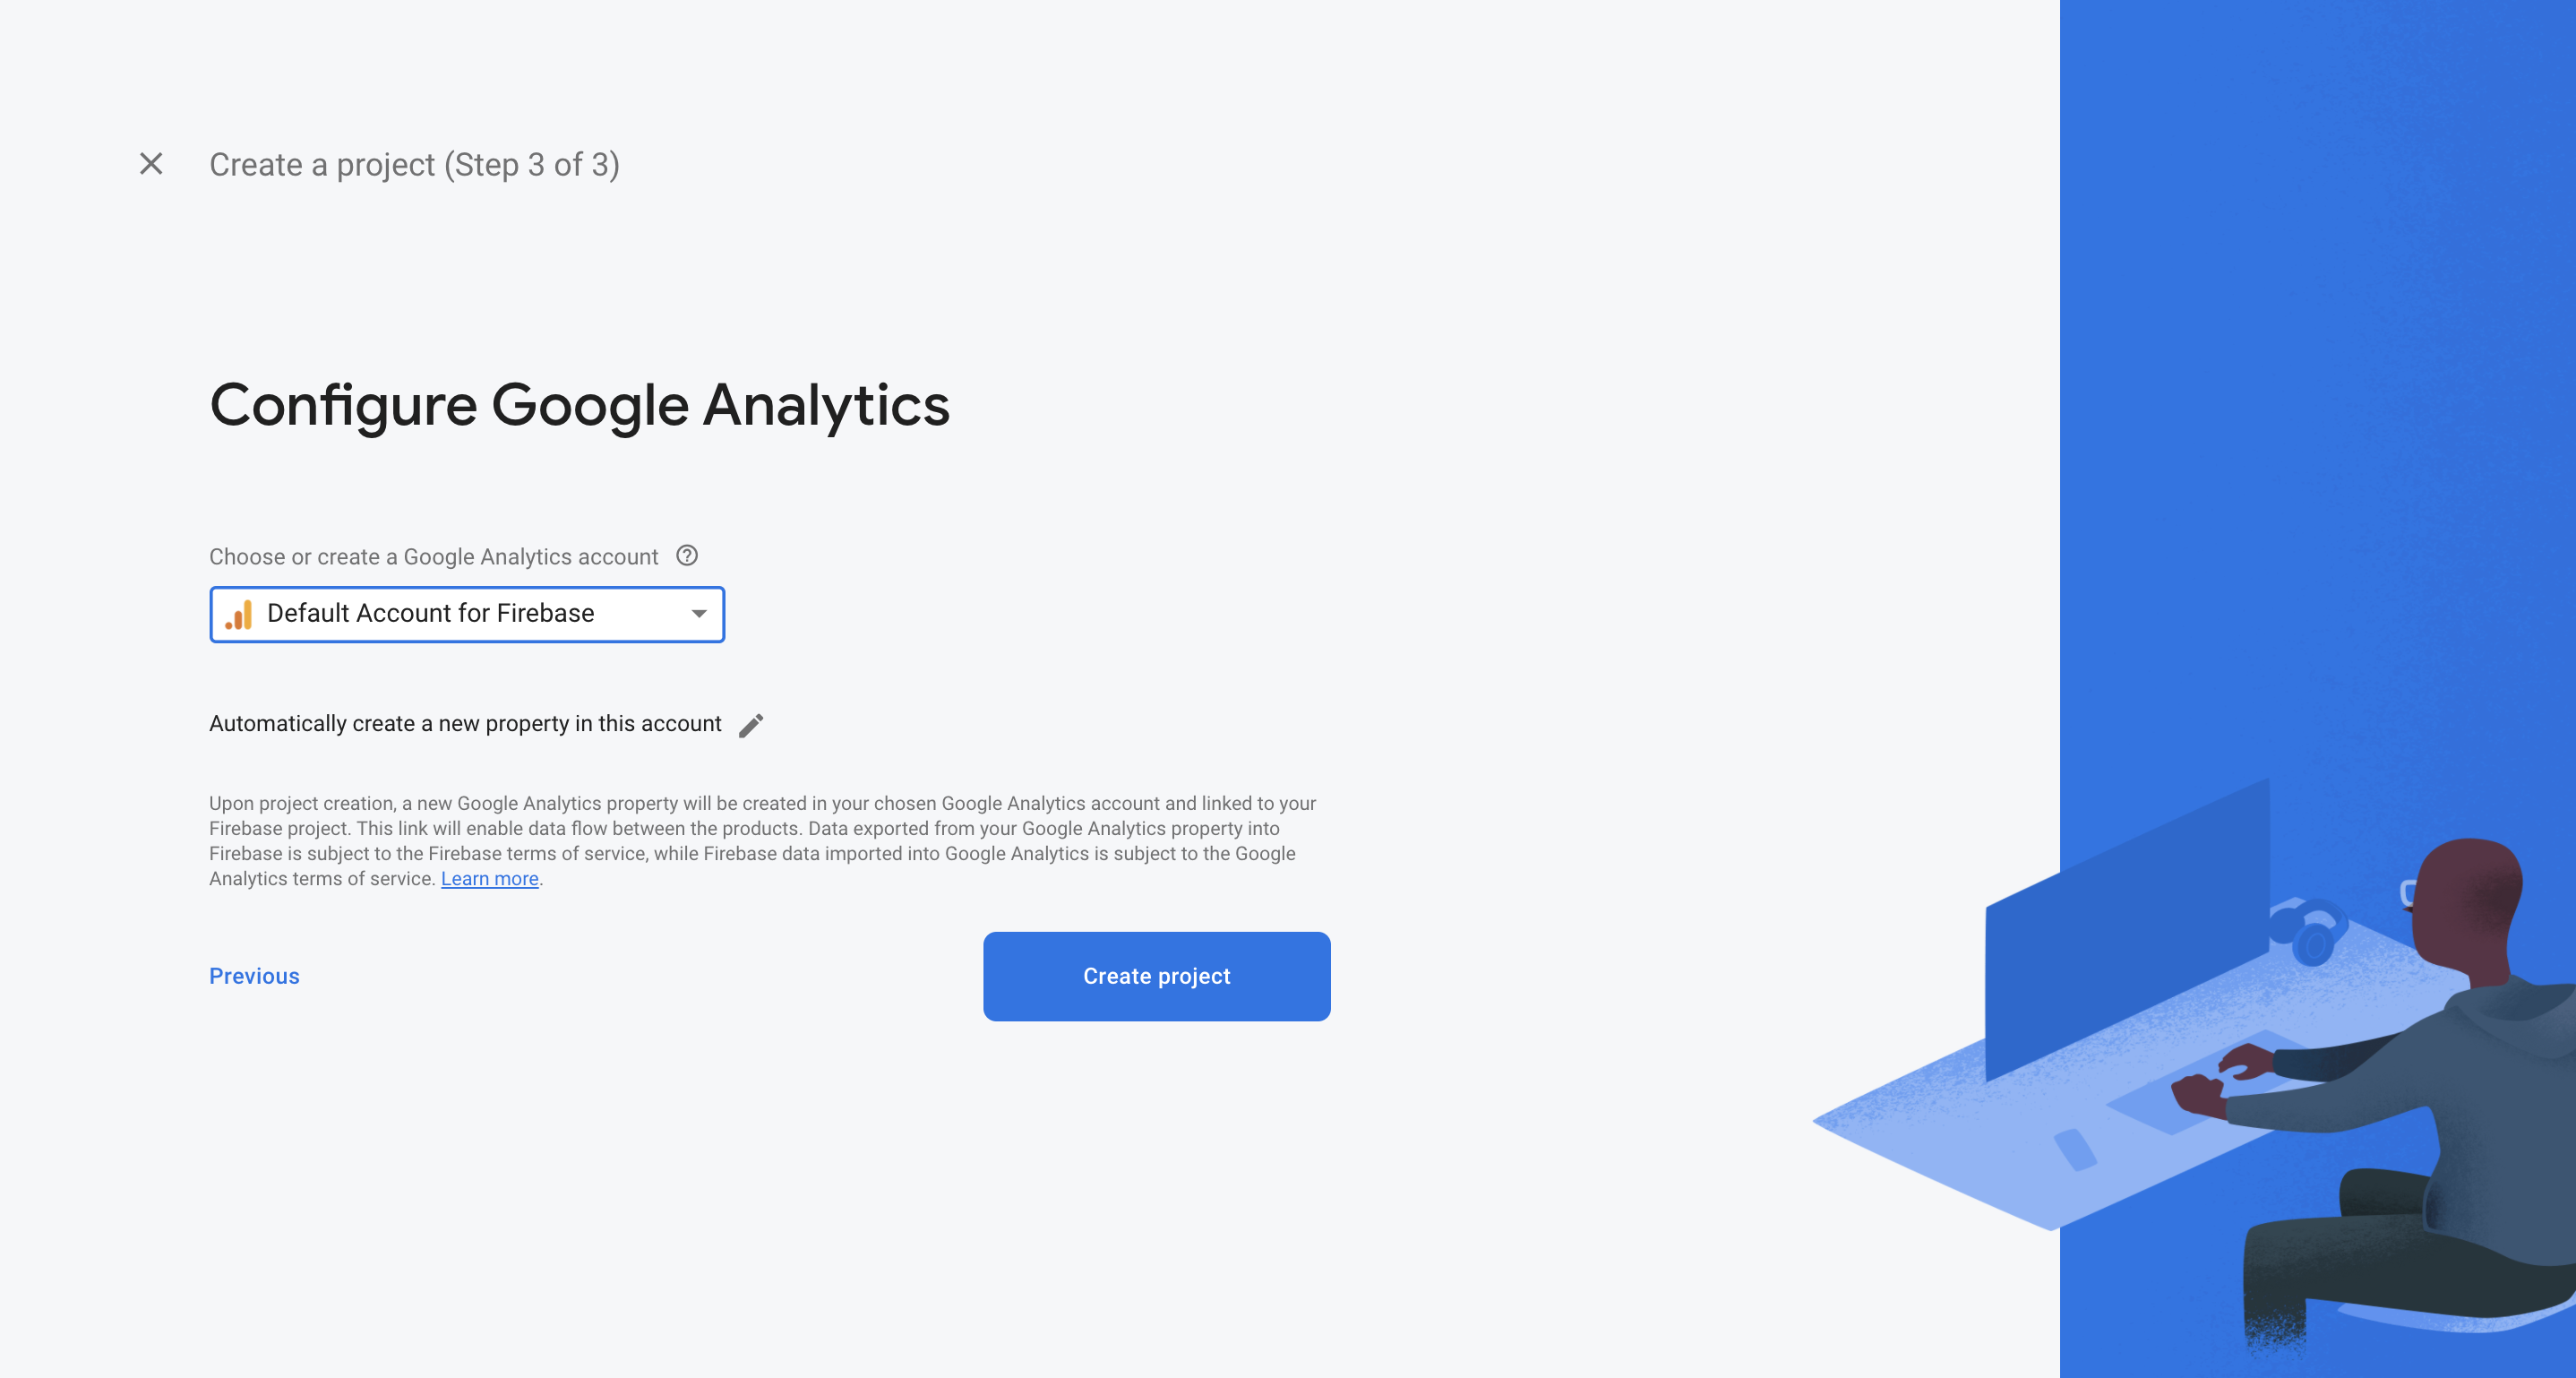 Create a project (Step 3 of 3)
Configure Google Analytics
Choose or create a Google Analytics account
Default Account for Firebase
Automatically create a new property in this account
Upon project creation, a new Google Analytics property will be created in your chosen Google Analytics account and linked to your
Firebase project. This link will enable data flow between the products. Data exported from your Google Analytics property into
Firebase is subject to the Firebase terms of service, while Firebase data imported into Google Analytics is subject to the Google
Analytics terms of service. Learn more.
Previous
Create project